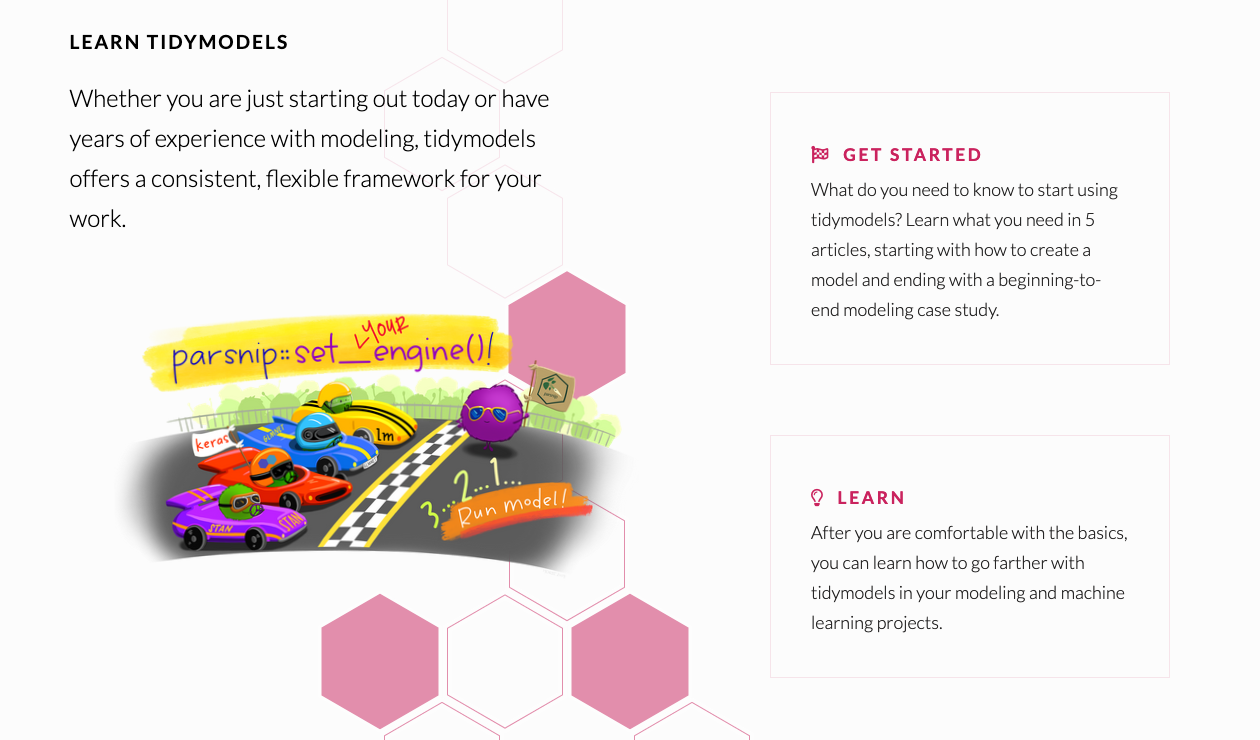 LEARN TIDYMODELS
Whether you are just starting out today or have
years of experience with modeling, tidymodels
offers a consistent, flexible framework for your
work.
YOUR
parsnip::set_engine()!
lm
keras
STAN
STAN
3...2...1...
Run model!
GET STARTED
What do you need to know to start using
tidymodels? Learn what you need in 5
articles, starting with how to create a
model and ending with a beginning-to-
end modeling case study.
LEARN
After you are comfortable with the basics,
you can learn how to go farther with
tidymodels in your modeling and machine
learning projects.